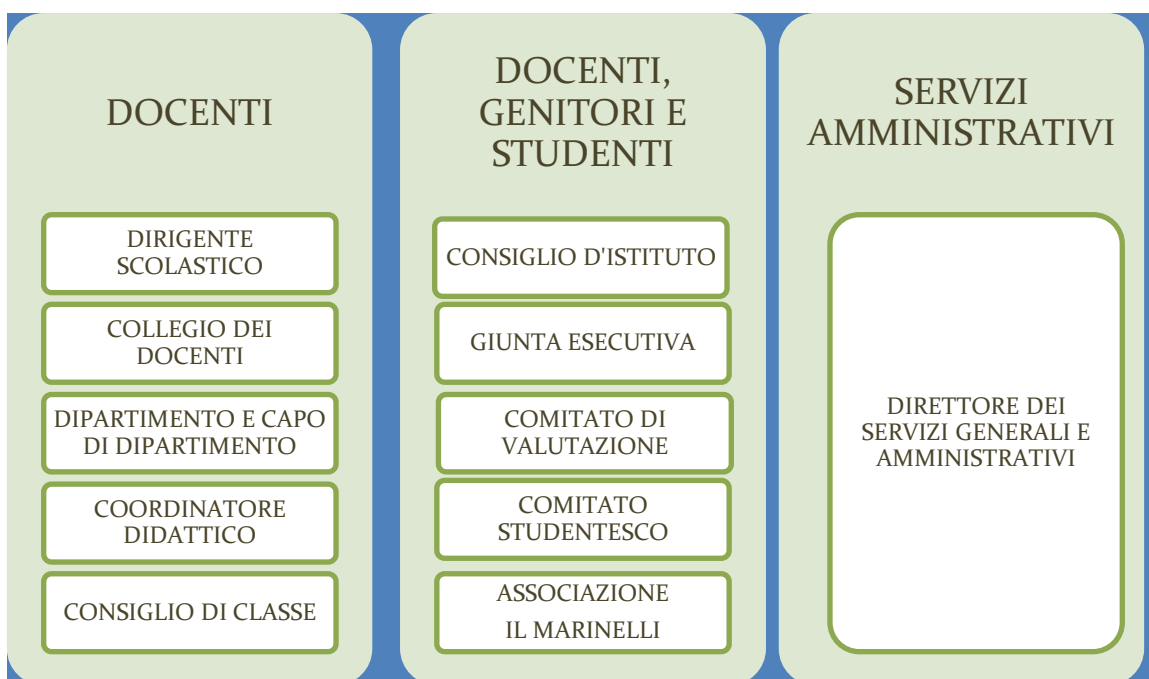 DOCENTI
DIRIGENTE
SCOLASTICO
COLLEGIO DEI
DOCENTI
DIPARTIMENTO E CAPO
DI DIPARTIMENTO
COORDINATORE
DIDATTICO
CONSIGLIO DI CLASSE
DOCENTI,
GENITORI E
STUDENTI
CONSIGLIO D'ISTITUTO
GIUNTA ESECUTIVA
COMITATO DI
VALUTAZIONE
COMITATO
STUDENTESCO
ASSOCIAZIONE
IL MARINELLI
SERVIZI
AMMINISTRATIVI
DIRETTORE DEI
SERVIZI GENERALI E
AMMINISTRATIVI